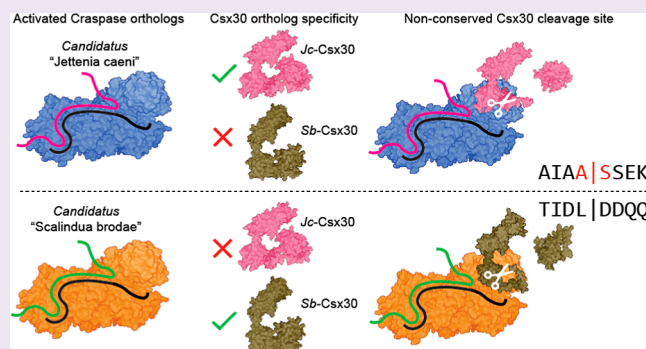 Activated Craspase orthologs
Csx30 ortholog specificity
Non-conserved Csx30 cleavage site
Candidatus
"Jettenia caeni"
Jc-Csx30
Sb-Csx30
AIAA|SSEK
TIDL|DDQQ
Candidatus
"Scalindua brodae"
Jc-Csx30
Sb-Csx30